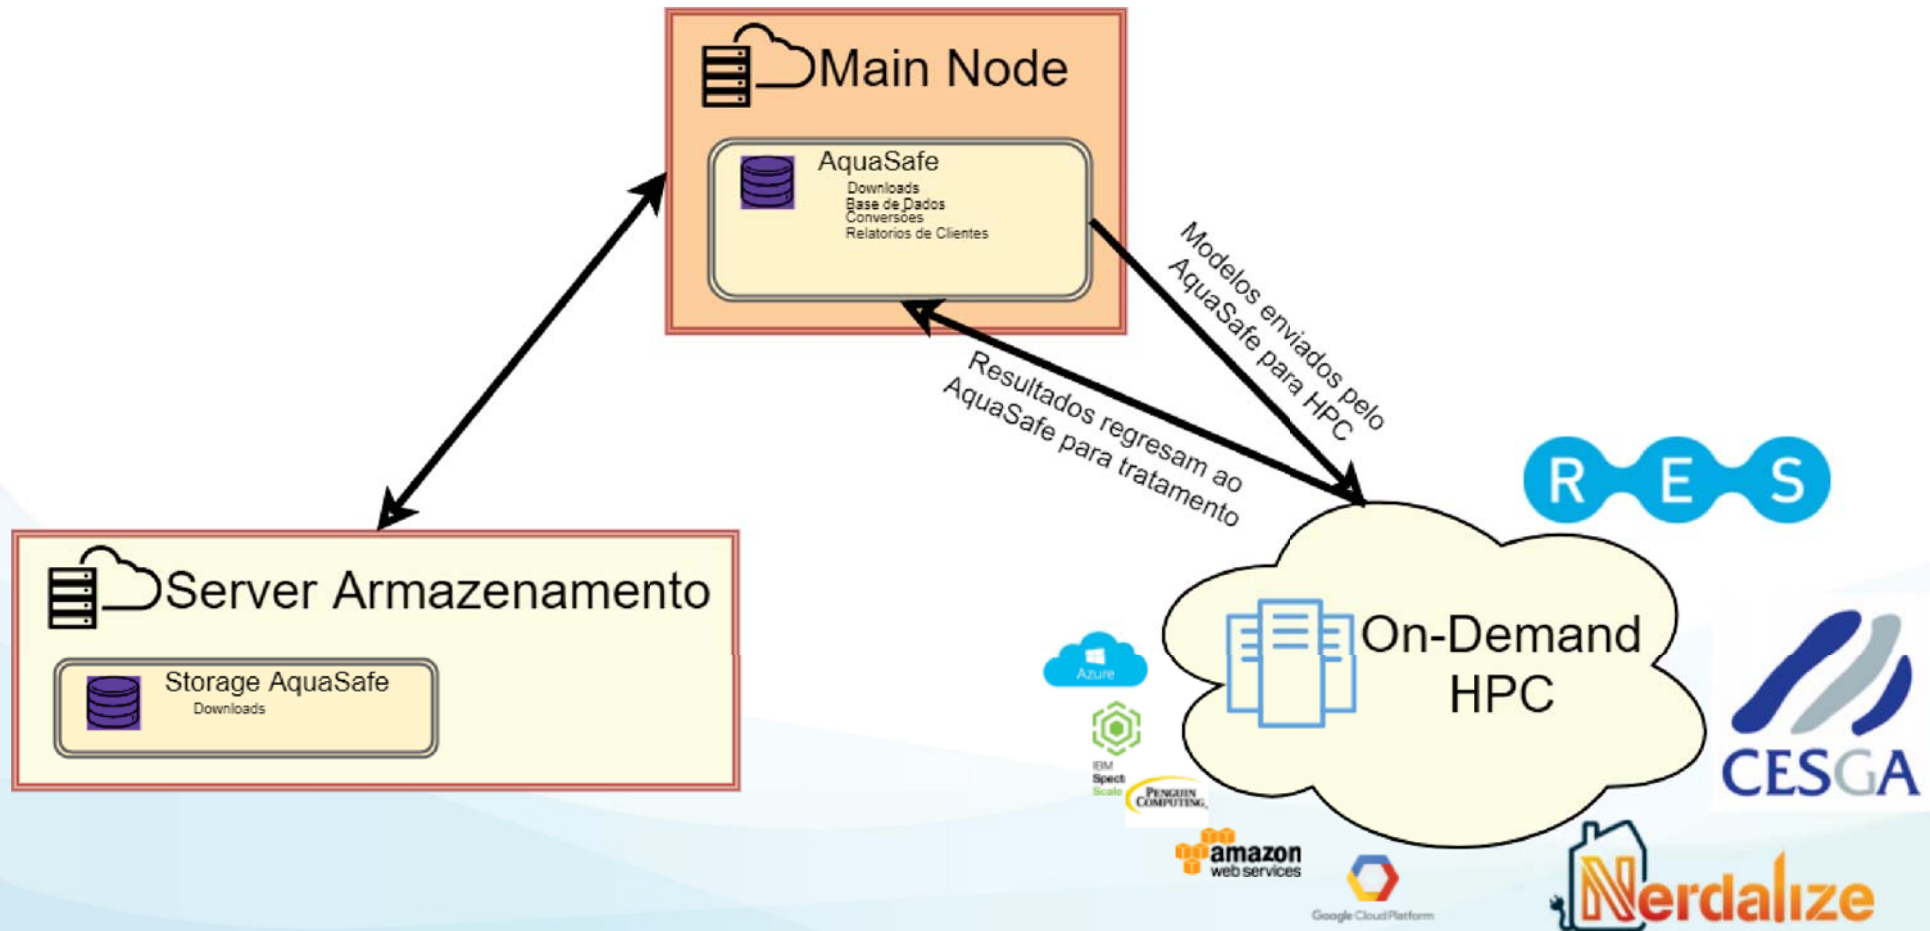 Main Node
AquaSafe
Downloads
Base de Dados
Conversões
Relatorios de Clientes
Modelos enviados pelo
AquaSafe para HPC
Resultados regresam ao
AquaSafe para tratamento
Server Armazenamento
Storage AquaSafe
Downloads
On-Demand
HPC
R E S
Azure
IBM
Spect
Scale
PENGUIN
COMPUTING
CESGA
amazon
web services
Google Cloud Platform
Nerdalize